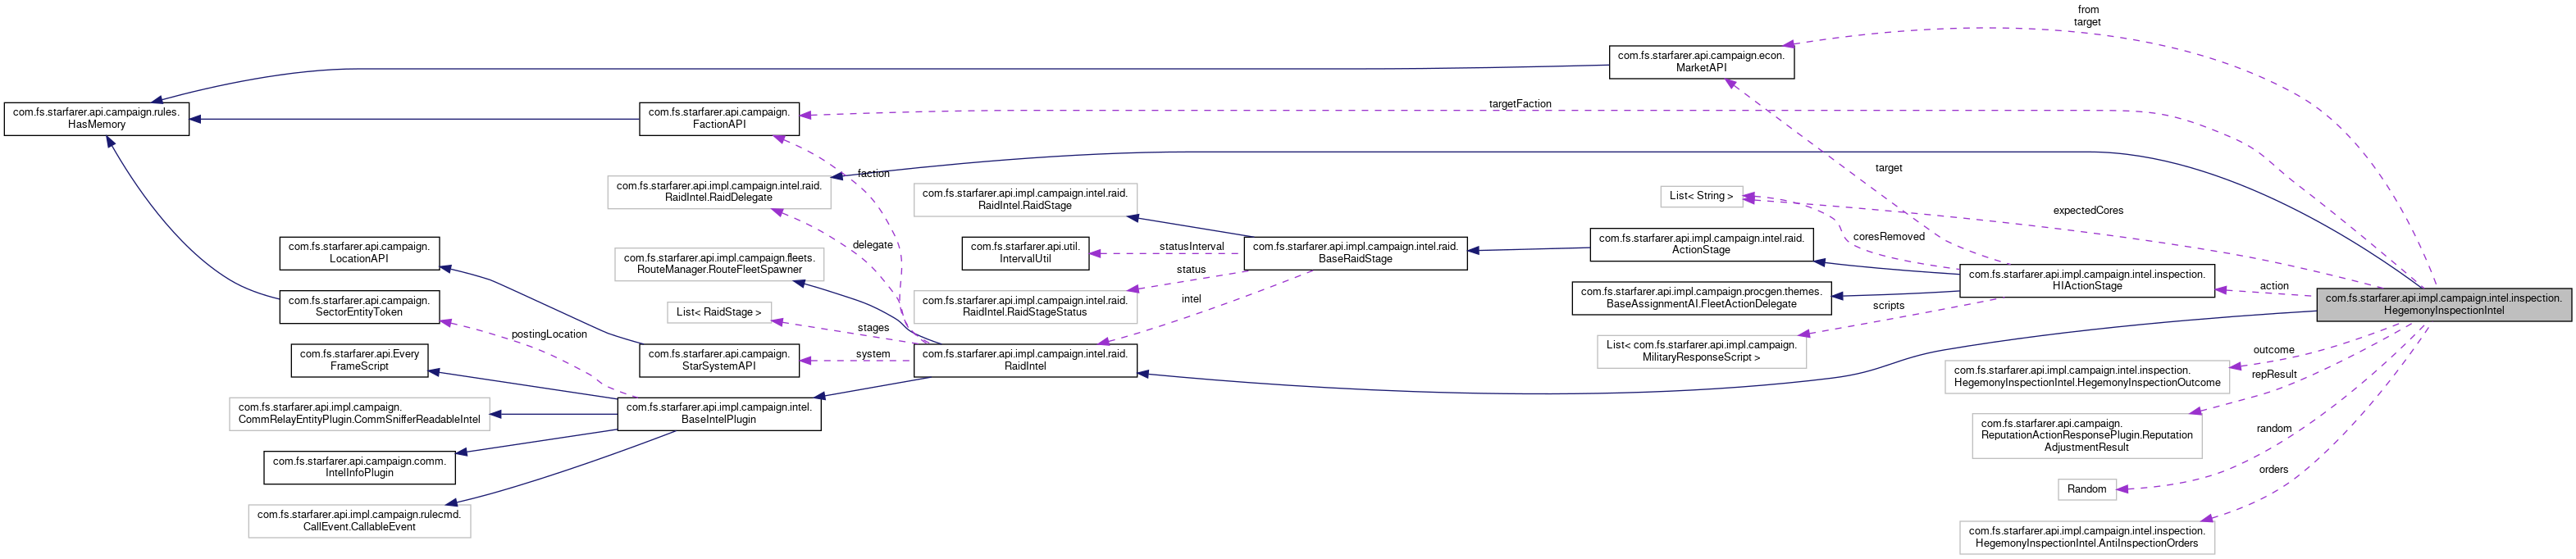 from
target
com.fs.starfarer.api.campaign.econ.
MarketAPI
com.fs.starfarer.api.campaign.rules.
HasMemory
com.fs.starfarer.api.campaign.
FactionAPI
targetFaction
faction
target
com.fs.starfarer.api.impl.campaign.intel.raid.
RaidIntel.RaidDelegate
com.fs.starfarer.api.impl.campaign.intel.raid.
RaidIntel.RaidStage
List< String >
expectedCores
com.fs.starfarer.api.campaign.
LocationAPI
delegate
com.fs.starfarer.api.impl.campaign.fleets.
RouteManager.RouteFleetSpawner
com.fs.starfarer.api.util.
IntervalUtil
statusInterval
com.fs.starfarer.api.impl.campaign.intel.raid.
BaseRaidStage
com.fs.starfarer.api.impl.campaign.intel.raid.
ActionStage
coresRemoved
status
com.fs.starfarer.api.impl.campaign.intel.inspection.
HIActionStage
action
com.fs.starfarer.api.campaign.
SectorEntityToken
List< RaidStage >
com.fs.starfarer.api.impl.campaign.intel.raid.
RaidIntel.RaidStageStatus
intel
com.fs.starfarer.api.impl.campaign.procgen.themes.
BaseAssignmentAI.FleetActionDelegate
scripts
com.fs.starfarer.api.impl.campaign.intel.inspection.
HegemonyInspectionIntel
postingLocation
stages
com.fs.starfarer.api.Every
FrameScript
com.fs.starfarer.api.campaign.
StarSystemAPI
system
com.fs.starfarer.api.impl.campaign.intel.raid.
RaidIntel
List< com.fs.starfarer.api.impl.campaign.
MilitaryResponseScript >
outcome
com.fs.starfarer.api.impl.campaign.intel.inspection.
HegemonyInspectionIntel.HegemonyInspectionOutcome
repResult
com.fs.starfarer.api.impl.campaign.
CommRelayEntityPlugin.CommSnifferReadableIntel
com.fs.starfarer.api.impl.campaign.intel.
BaseIntelPlugin
com.fs.starfarer.api.campaign.
ReputationActionResponsePlugin.Reputation
AdjustmentResult
random
com.fs.starfarer.api.campaign.comm.
IntelInfoPlugin
orders
Random
com.fs.starfarer.api.impl.campaign.rulecmd.
CallEvent.CallableEvent
com.fs.starfarer.api.impl.campaign.intel.inspection.
HegemonyInspectionIntel.AntiInspectionOrders